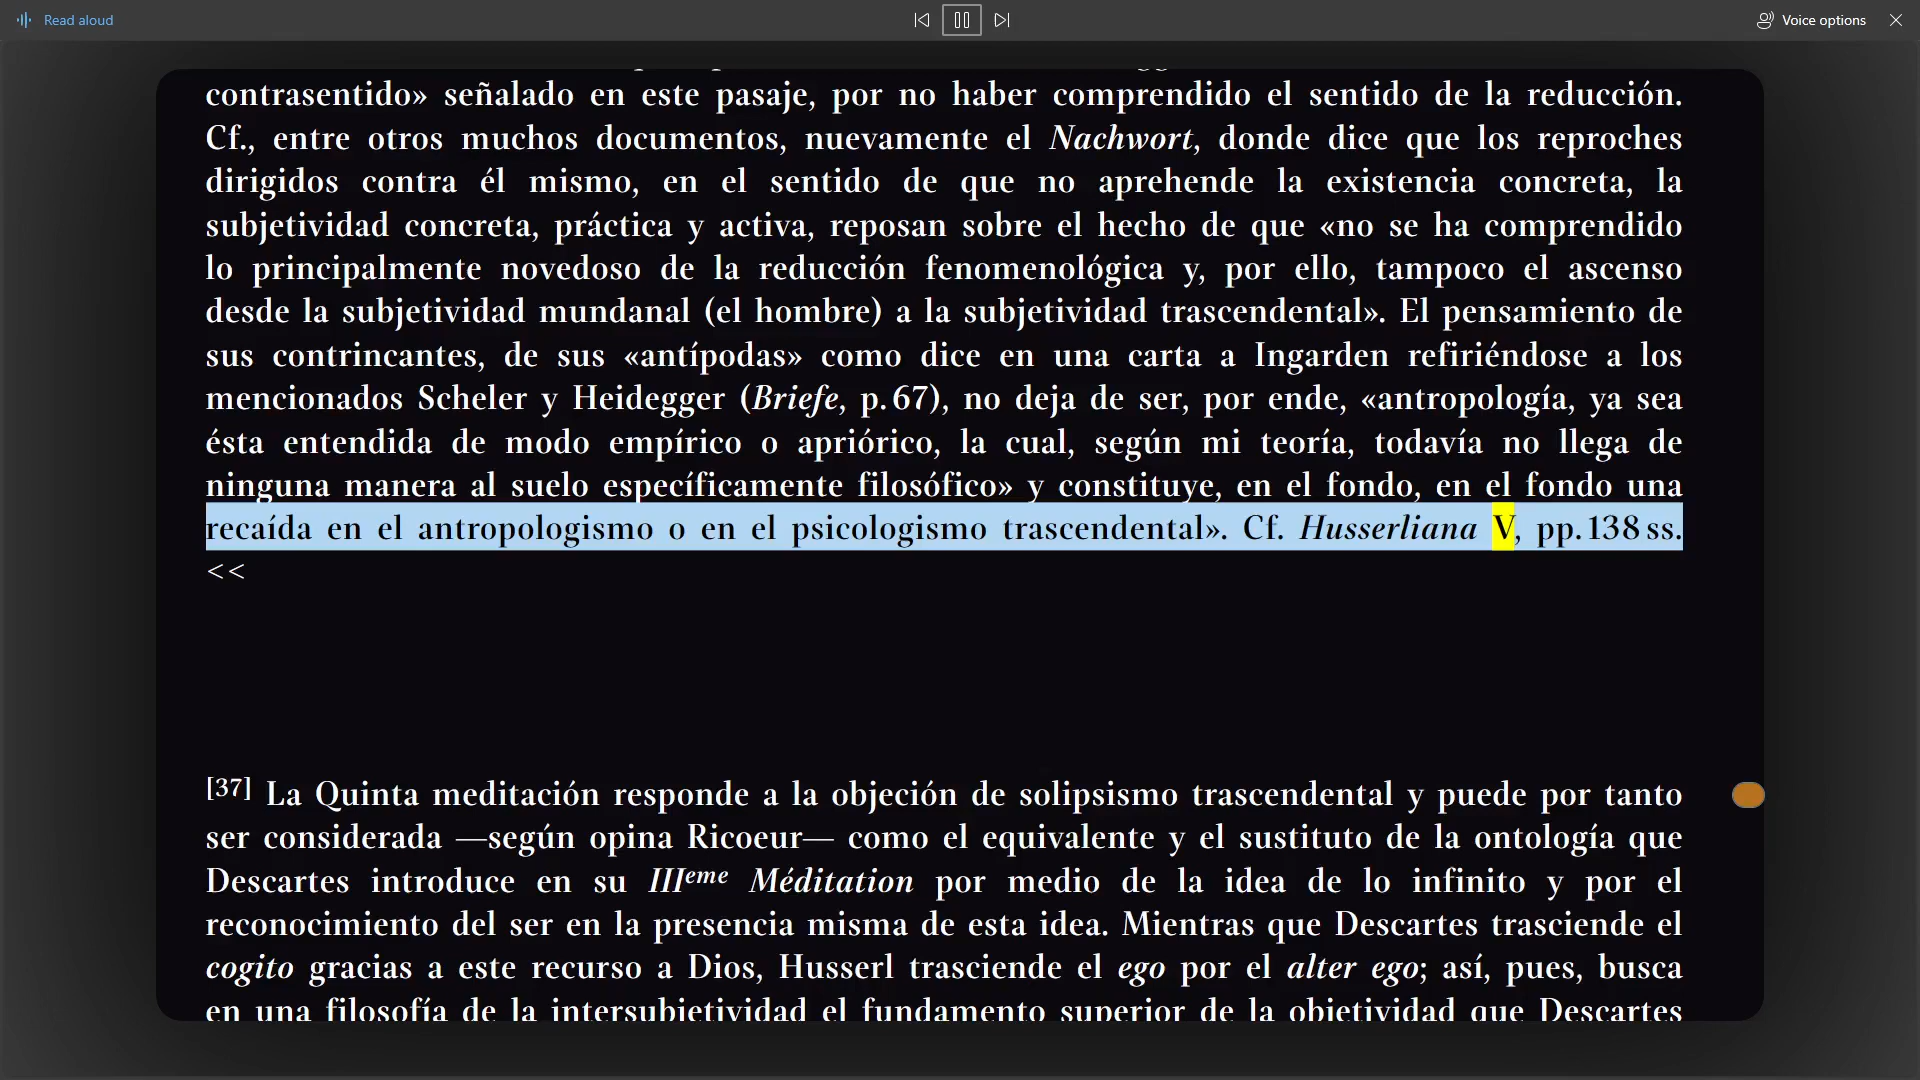 Read aloud
Voice options
contrasentido» señalado en este pasaje, por no haber comprendido el sentido de la reducción.
Cf., entre otros muchos documentos, nuevamente el Nachwort, donde dice que los reproches
dirigidos contra él mismo, en el sentido de que no aprehende la existencia concreta, la
subjetividad concreta, práctica y activa, reposan sobre el hecho de que «no se ha comprendido
lo principalmente novedoso de la reducción fenomenológica y, por ello, tampoco el ascenso
desde la subjetividad mundanal (el hombre) a la subjetividad trascendental». El pensamiento de
sus contrincantes, de sus «antípodas» como dice en una carta a Ingarden refiriéndose a los
mencionados Scheler y Heidegger (Briefe, p. 67), no deja de ser, por ende, «antropología, ya sea
ésta entendida de modo empírico o apriórico, la cual, según mi teoría, todavía no llega de
ninguna manera al suelo específicamente filosófico» y constituye, en el fondo, en el fondo una
recaída en el antropologismo o en el psicologismo trascendental». Cf. Husserliana V, pp. 138 ss.
<<
[37] La Quinta meditación responde a la objeción de solipsismo trascendental y puede por tanto
ser considerada —según opina Ricoeur— como el equivalente y el sustituto de la ontología que
Descartes introduce en su IIIeme Méditation por medio de la idea de lo infinito y por el
reconocimiento del ser en la presencia misma de esta idea. Mientras que Descartes trasciende el
cogito gracias a este recurso a Dios, Husserl trasciende el ego por el alter ego; así, pues, busca
en una filosofía de la intersubjetividad el fundamento superior de la objetividad que Descartes